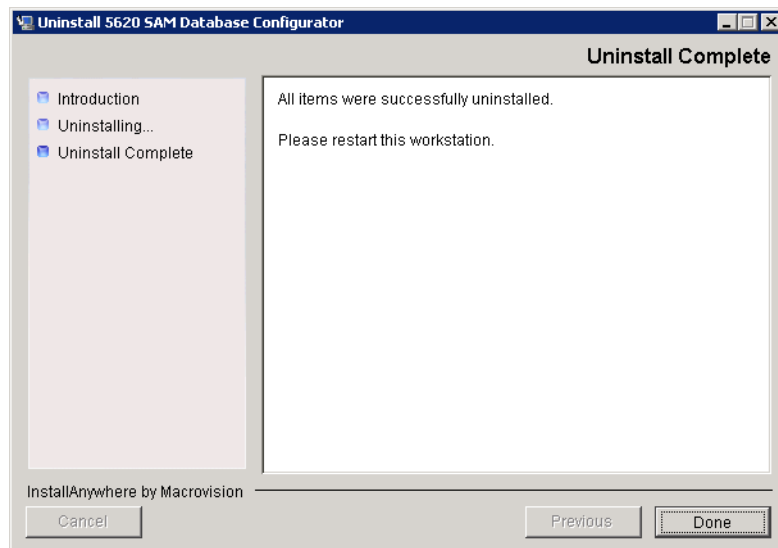 Uninstall 5620 SAM Database Configurator
Uninstall Complete
Introduction
Uninstalling...
Uninstall Complete
All items were successfully uninstalled.
Please restart this workstation.
InstallAnywhere by Macrovision
Cancel
Previous
Done